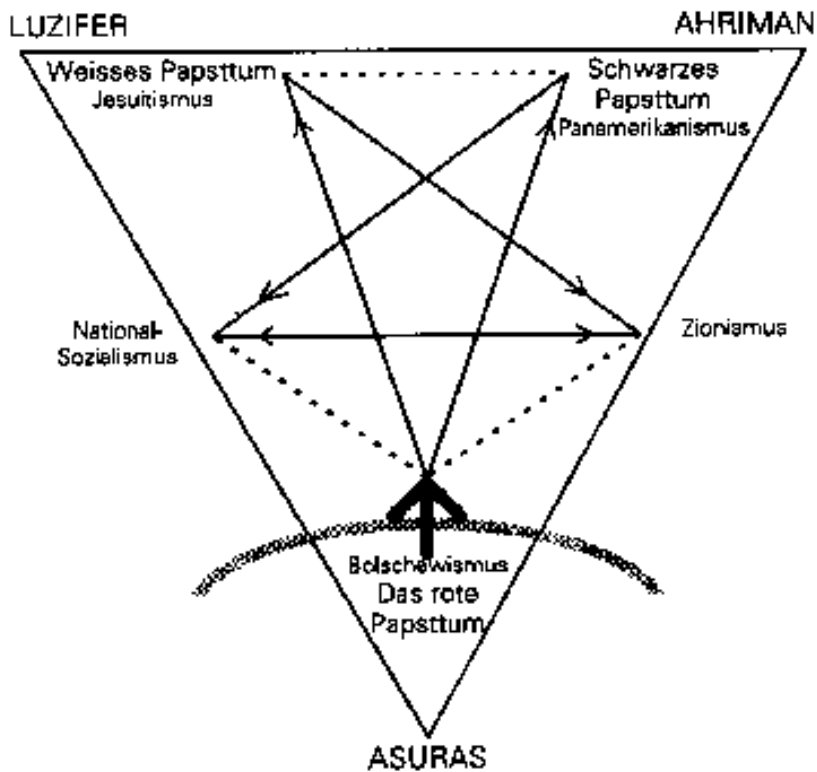 LUZIFER
AHRIMAN
Weisses Papsttum
Jesuitismus
Schwarzes
Papsttum
Panamerikanismus
National-
Sozialismus
Zionismus
Bolschewismus
Das rote
Papsttum
ASURAS